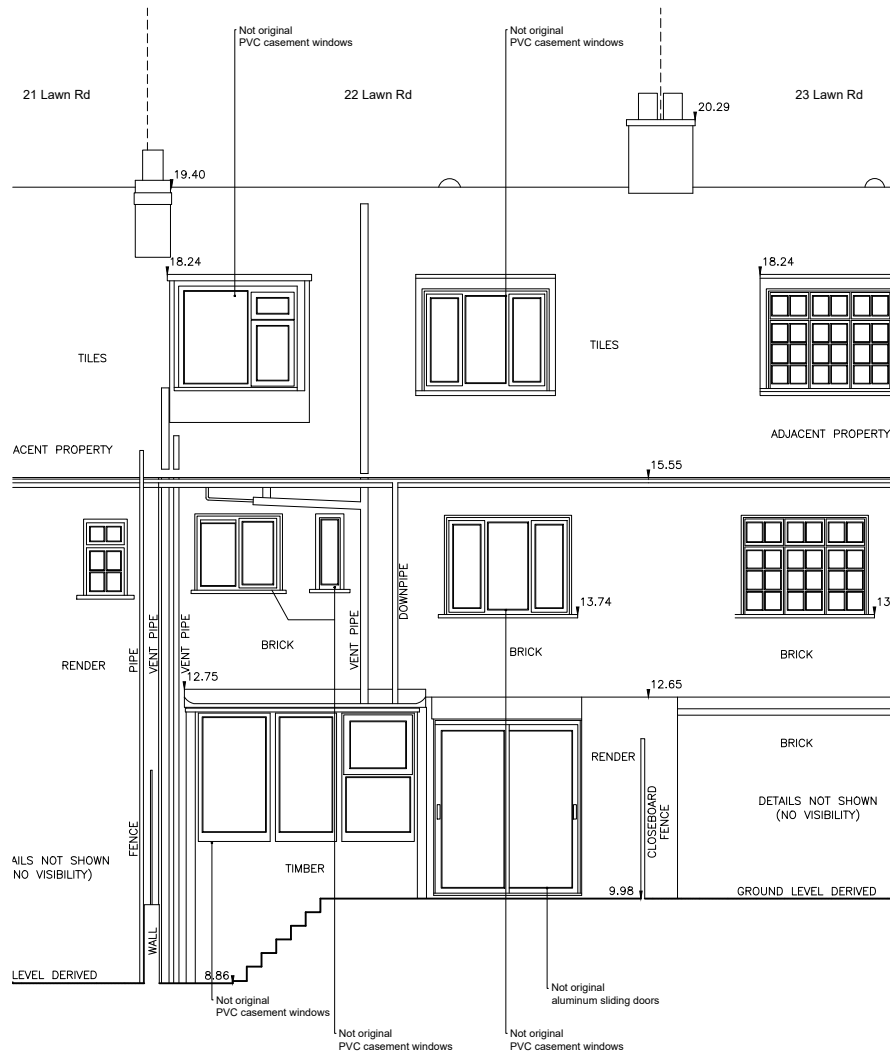 Not original
PVC casement windows
Not original
PVC casement windows
21 Lawn Rd
22 Lawn Rd
23 Lawn Rd
20.29
19.40
18.24
18.24
TILES
TILES
ACENT PROPERTY
ADJACENT PROPERTY
15.55
DOWNPIPE
13.74
13
VENT PIPE
VENT PIPE
VENT PIPE
PIPE
BRICK
BRICK
BRICK
RENDER
12.75
12.65
RENDER
BRICK
CLOSEBOARD
FENCE
DETAILS NOT SHOWN
(NO VISIBILITY)
FENCE
AILS NOT SHOWN
NO VISIBILITY)
TIMBER
9.98
GROUND LEVEL DERIVED
WALL
LEVEL DERIVED
8.86
Not original
PVC casement windows
Not original
aluminum sliding doors
Not original
PVC casement windows
Not original
PVC casement windows